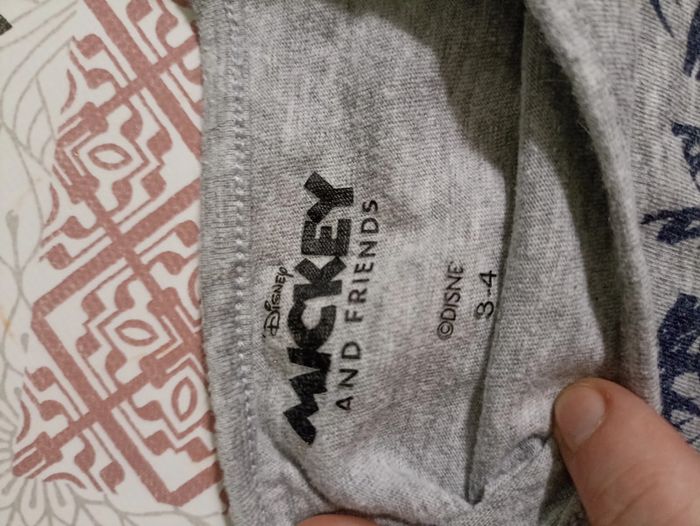 Disney
MICKEY
AND FRIENDS
©DISNE
3-4